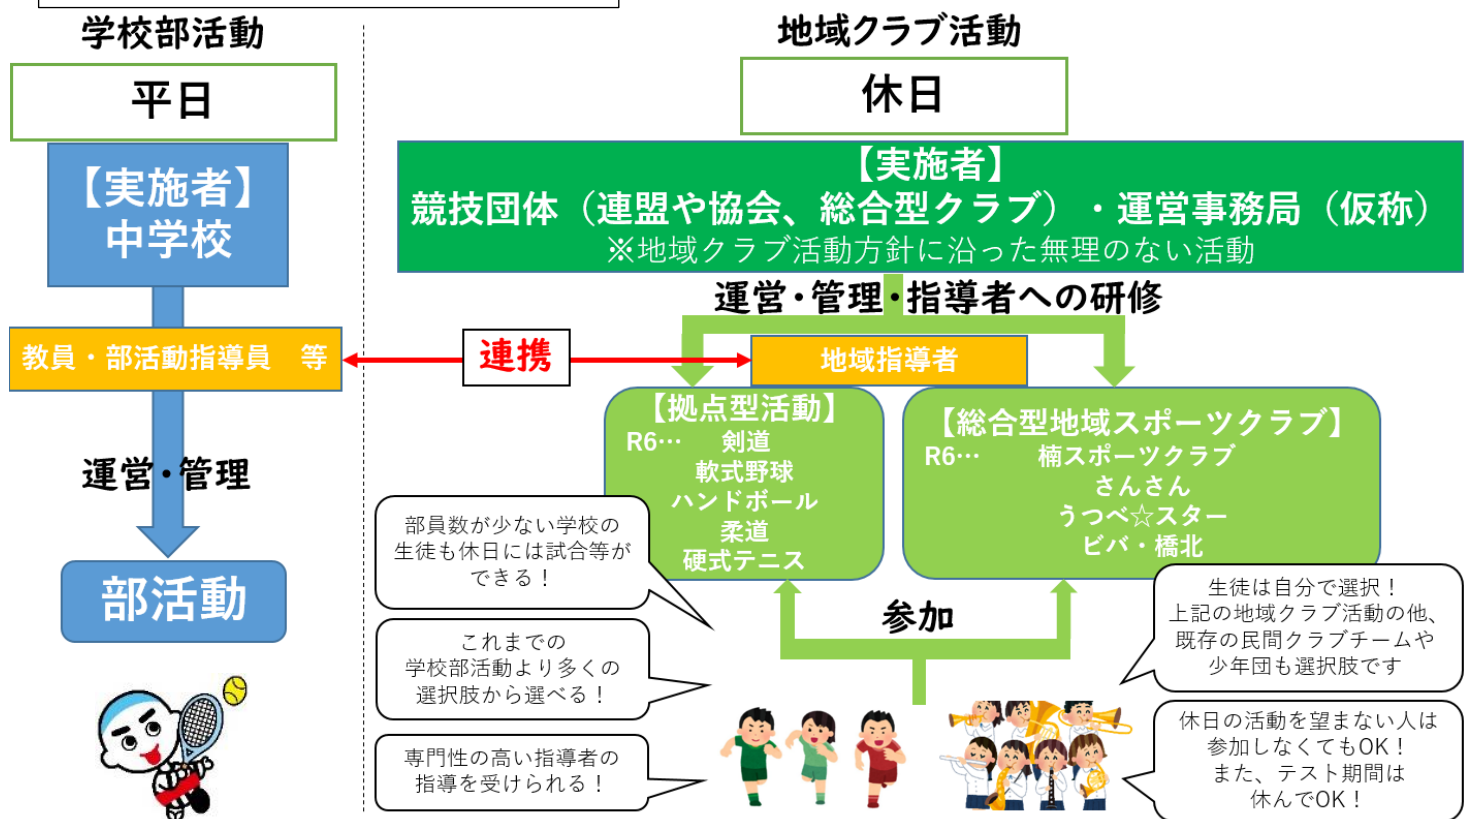 学校部活動
平日
【実施者】
中学校
教員・部活動指導員　等
運営・管理
部活動
地域クラブ活動
休日
【実施者】
競技団体（連盟や協会、総合型クラブ）・運営事務局（仮称）
※地域クラブ活動方針に沿った無理のない活動
運営・管理・指導者への研修
連携
地域指導者
【拠点型活動】
R6…　剣道
軟式野球
ハンドボール
柔道
硬式テニス
【総合型地域スポーツクラブ】
R6…　楠スポーツクラブ
さんさん
うつべ☆スター
ビバ・橋北
参加
部員数が少ない学校の
生徒も休日には試合等が
できる！
これまでの
学校部活動より多くの
選択肢から選べる！
専門性の高い指導者の
指導を受けられる！
生徒は自分で選択！
上記の地域クラブ活動の他、
既存の民間クラブチームや
少年団も選択肢です
休日の活動を望まない人は
参加しなくてもOK！
また、テスト期間は
休んでOK！